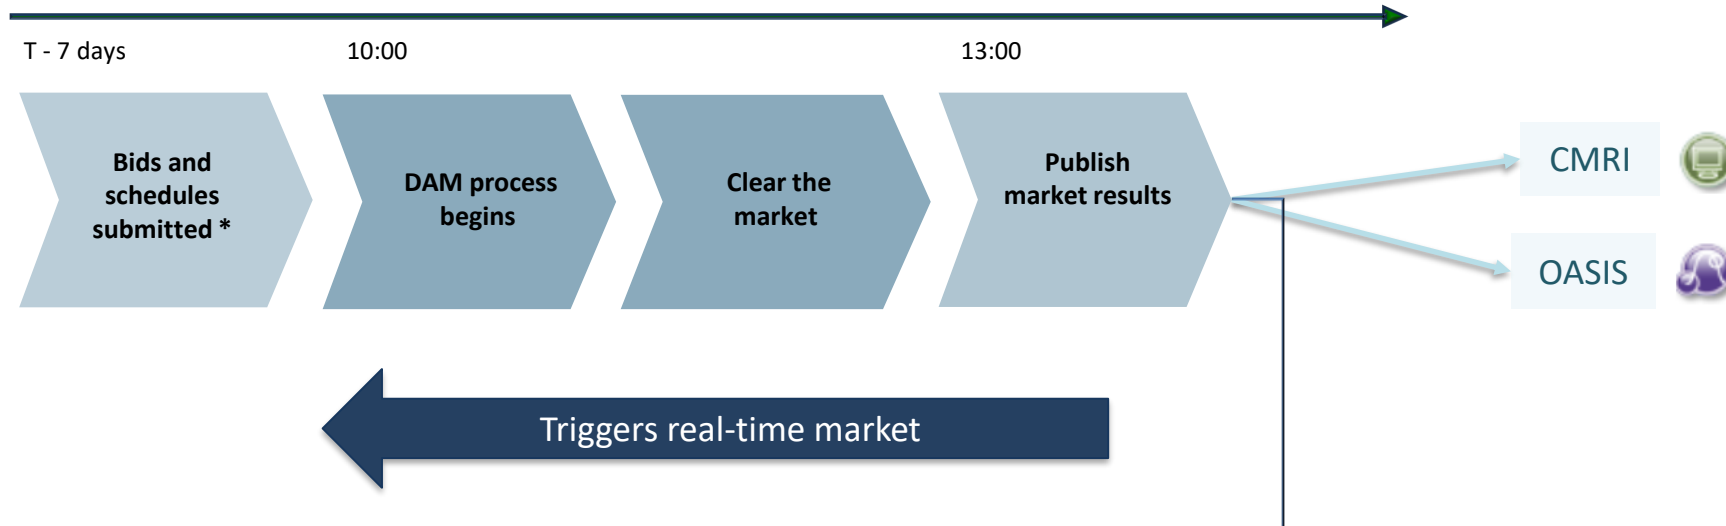 T - 7 days
10:00
13:00
Bids and
schedules
submitted *
DAM process
begins
Clear the
market
Publish
market results
CMRI
OASIS
Triggers real-time market